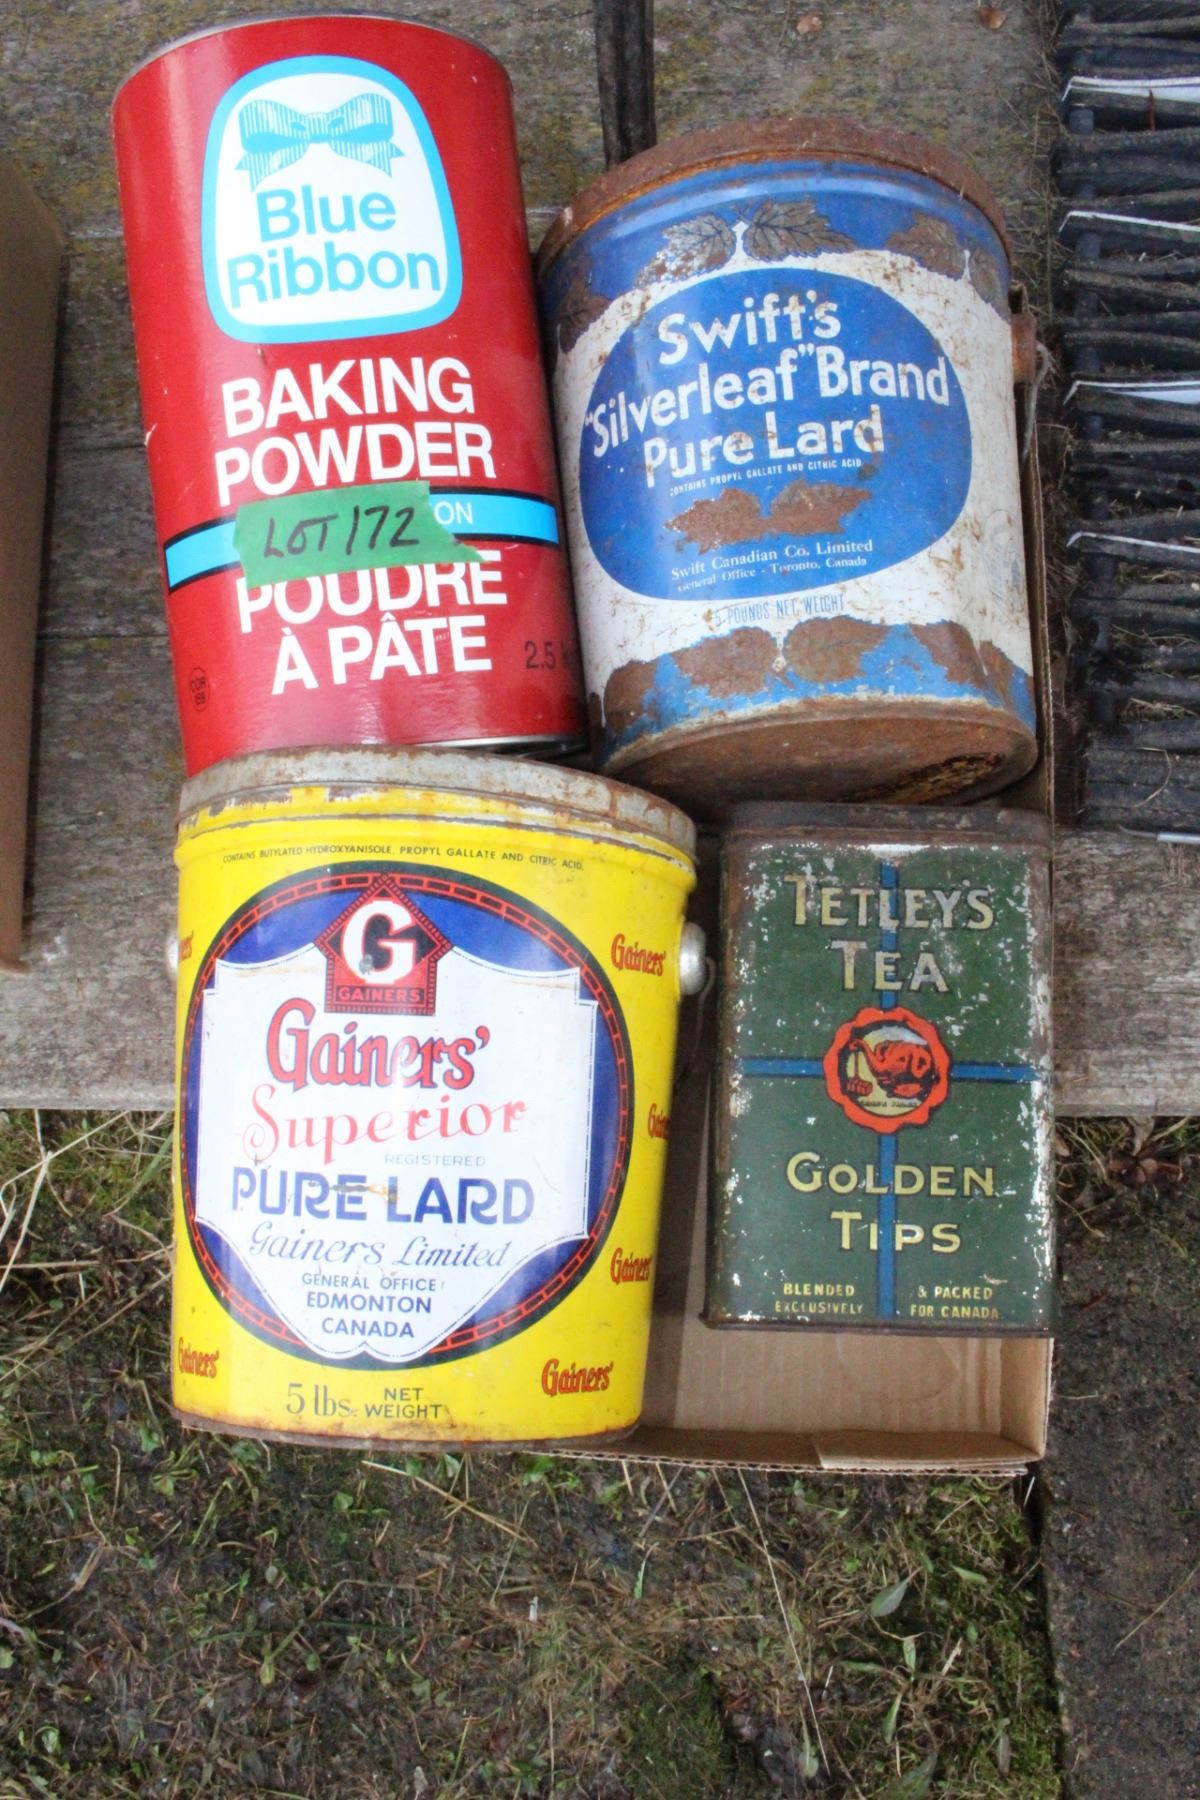 Blue
Ribbon
BAKING
POWDER
LOT 172
ON
POUDRE
À PÂTE
2.5
Swift's
"Silverleaf" Brand
Pure Lard
CONTAINS PROPYL GALLATE AND CITRIC ACID
Swift Canadian Co. Limited
General Office - Toronto, Canada
5 POUNDS NET WEIGHT
CONTAINS BUTYLATED HYDROXYANISOLE, PROPYL GALLATE AND CITRIC ACID.
G
GAINERS
Gainers'
Superior
REGISTERED
PURE LARD
Gainers Limited
GENERAL OFFICE
EDMONTON
CANADA
5 lbs. NET
WEIGHT
Gainers'
Gainers'
Gainers'
Gainers'
TETLEY'S
TEA
GOLDEN
TIPS
BLENDED
EXCLUSIVELY
& PACKED
FOR CANADA